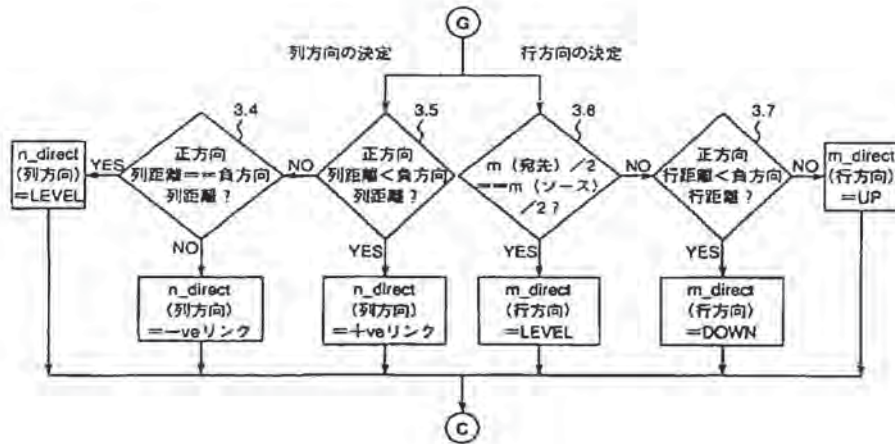 G
列方向の決定
行方向の決定
3.4
3.5
3.6
3.7
n_direct
(列方向)
=LEVEL
YES
正方向
列距離==負方向
列距離?
NO
正方向
列距離<負方向
列距離?
m(宛先)/2
==m(ソース)
/2?
NO
正方向
行距離<負方向
行距離?
NO
m_direct
(行方向)
=UP
NO
YES
YES
YES
n_direct
(列方向)
=-veリンク
n_direct
(列方向)
=+veリンク
m_direct
(行方向)
=LEVEL
m_direct
(行方向)
=DOWN
C